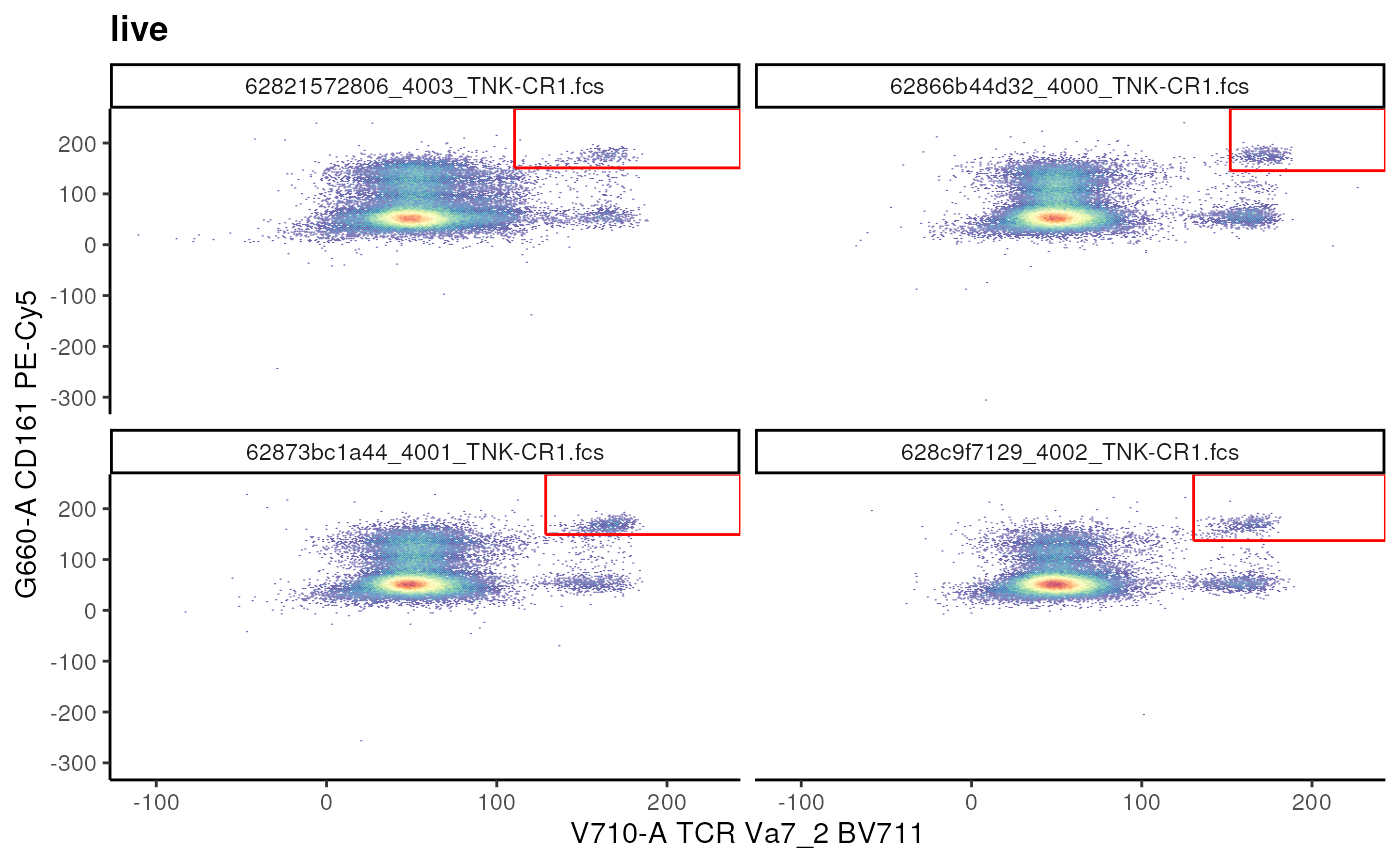 live
62821572806_4003_TNK-CR1.fcs
62866b44d32_4000_TNK-CR1.fcs
200
100
0
-100
-200
-300
62873bc1a44_4001_TNK-CR1.fcs
628c9f7129_4002_TNK-CR1.fcs
200
100
0
-100
-200
-300
G660-A CD161 PE-Cy5
-100 0 100 200
-100 0 100 200
V710-A TCR Va7_2 BV711